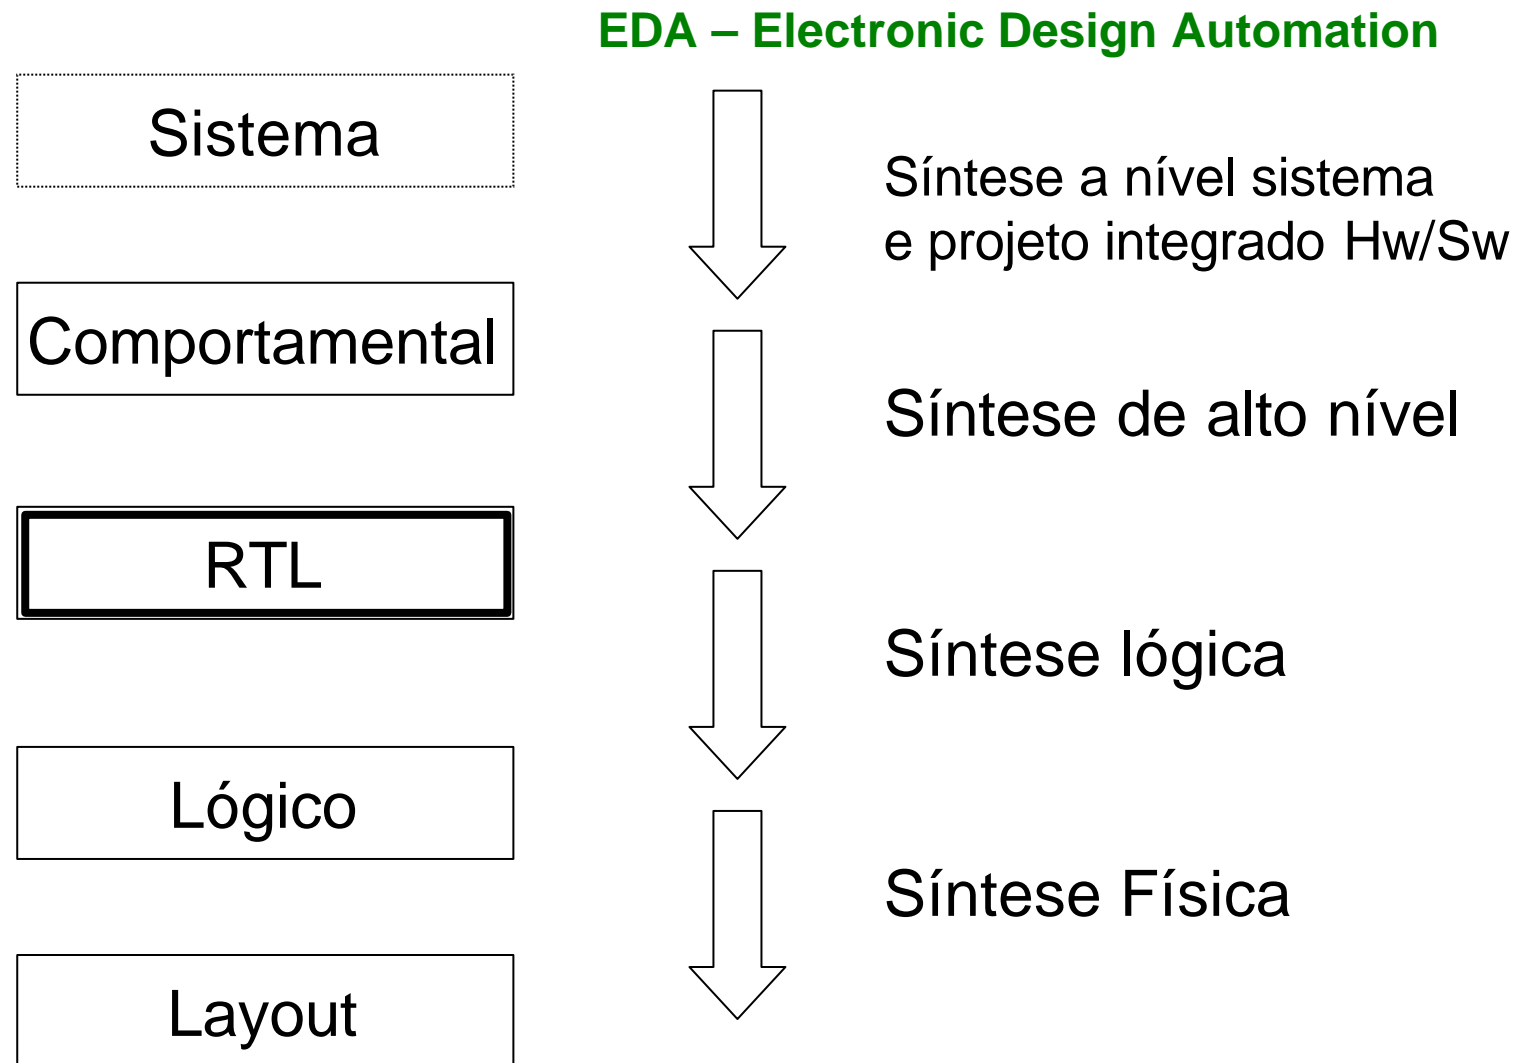 EDA – Electronic Design Automation
Sistema
Síntese a nível sistema
e projeto integrado Hw/Sw
Comportamental
Síntese de alto nível
RTL
Síntese lógica
Lógico
Síntese Física
Layout